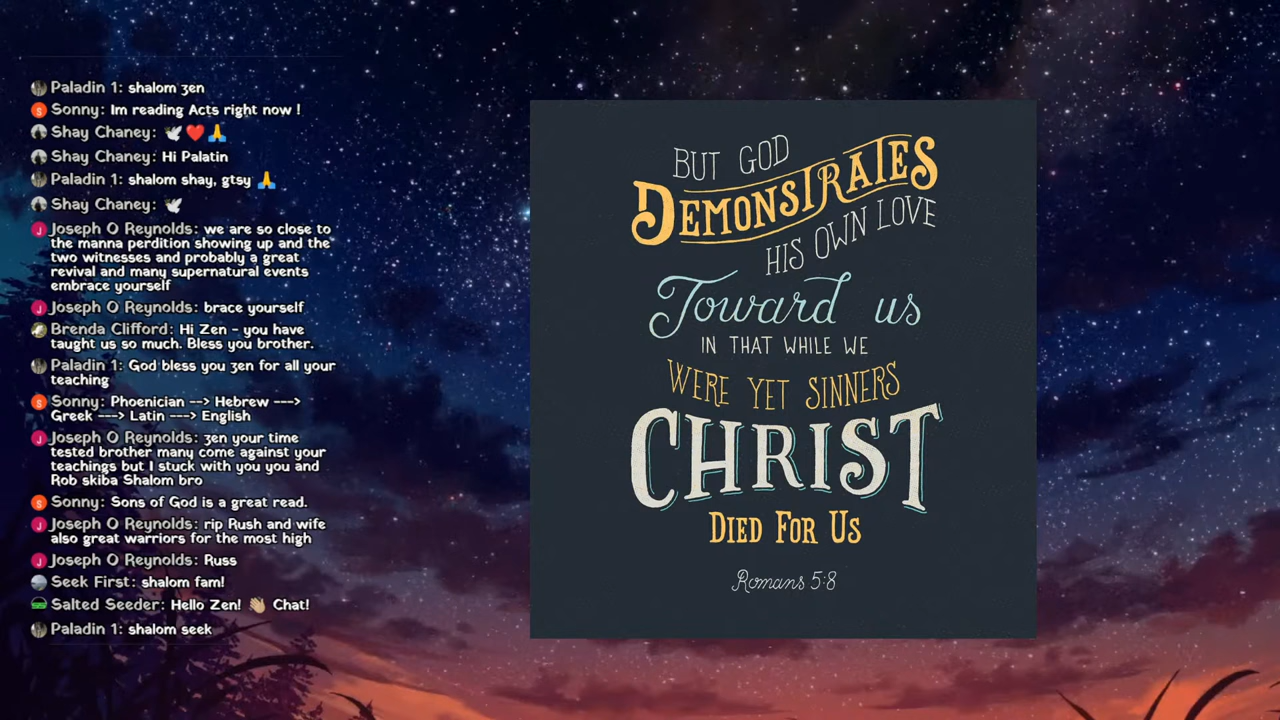 Paladin 1: shalom zen
Sonny: Im reading Acts right now !
Shay Chaney: 🕊️❤️🙏
Shay Chaney: Hi Palatin
Paladin 1: shalom shay, gtsy 🙏
Shay Chaney: 🕊️
Joseph O Reynolds: we are so close to
the manna perdition showing up and the
two witnesses and probably a great
revival and many supernatural events
embrace yourself
Joseph O Reynolds: brace yourself
Brenda Clifford: Hi Zen - you have
taught us so much. Bless you brother.
Paladin 1: God bless you zen for all your
teaching
Sonny: Phoenician --> Hebrew --->
Greek ---> Latin ---> English
Joseph O Reynolds: zen your time
tested brother many come against your
teachings but I stuck with you you and
Rob skiba Shalom bro
Sonny: Sons of God is a great read.
Joseph O Reynolds: rip Rush and wife
also great warriors for the most high
Joseph O Reynolds: Russ
Seek First: shalom fam!
Salted Seeder: Hello Zen! 👋🏼 Chat!
Paladin 1: shalom seek
BUT GOD
DEMONSTRATES
HIS OWN LOVE
Toward us
IN THAT WHILE WE
WERE YET SINNERS
CHRIST
DIED FOR US
Romans 5:8